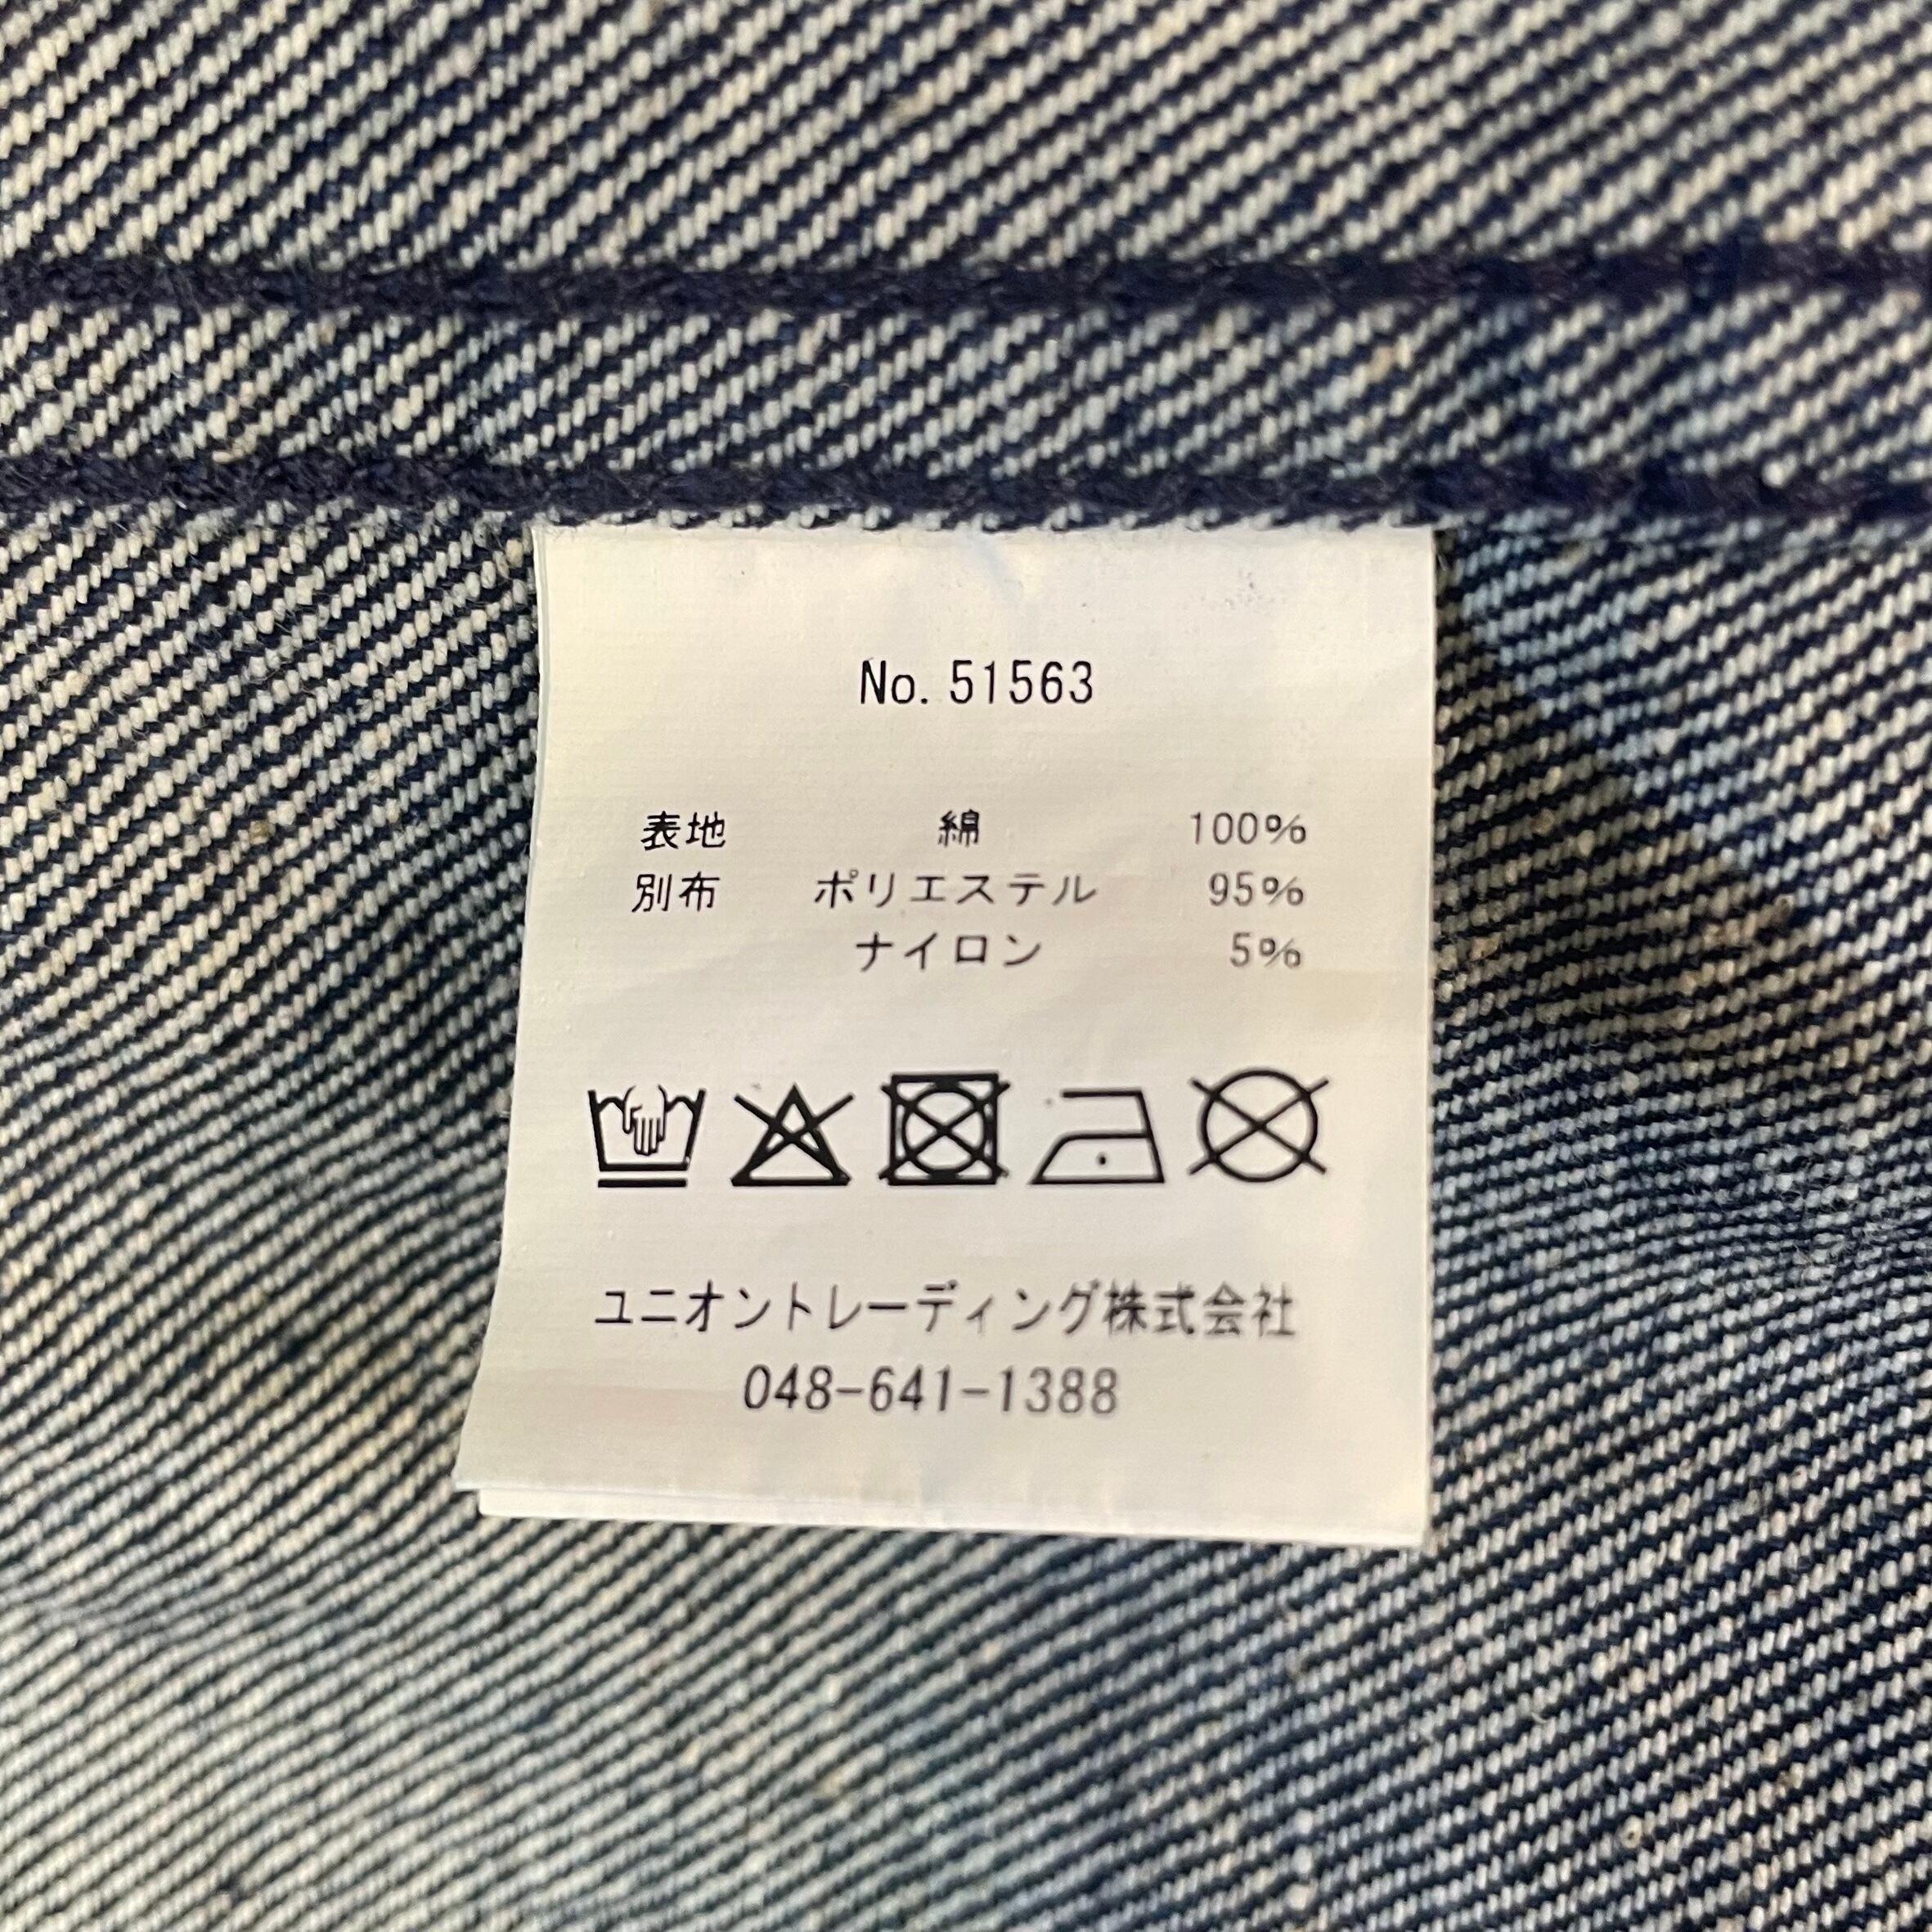 No. 51563
表地 綿 100%
別布 ポリエステル 95%
ナイロン 5%
ユニオントレーディング株式会社
048-641-1388